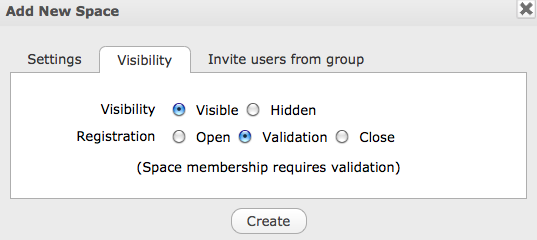 Add New Space
Settings Visibility Invite users from group
Visibility Visible Hidden
Registration Open Validation Close
(Space membership requires validation)
Create